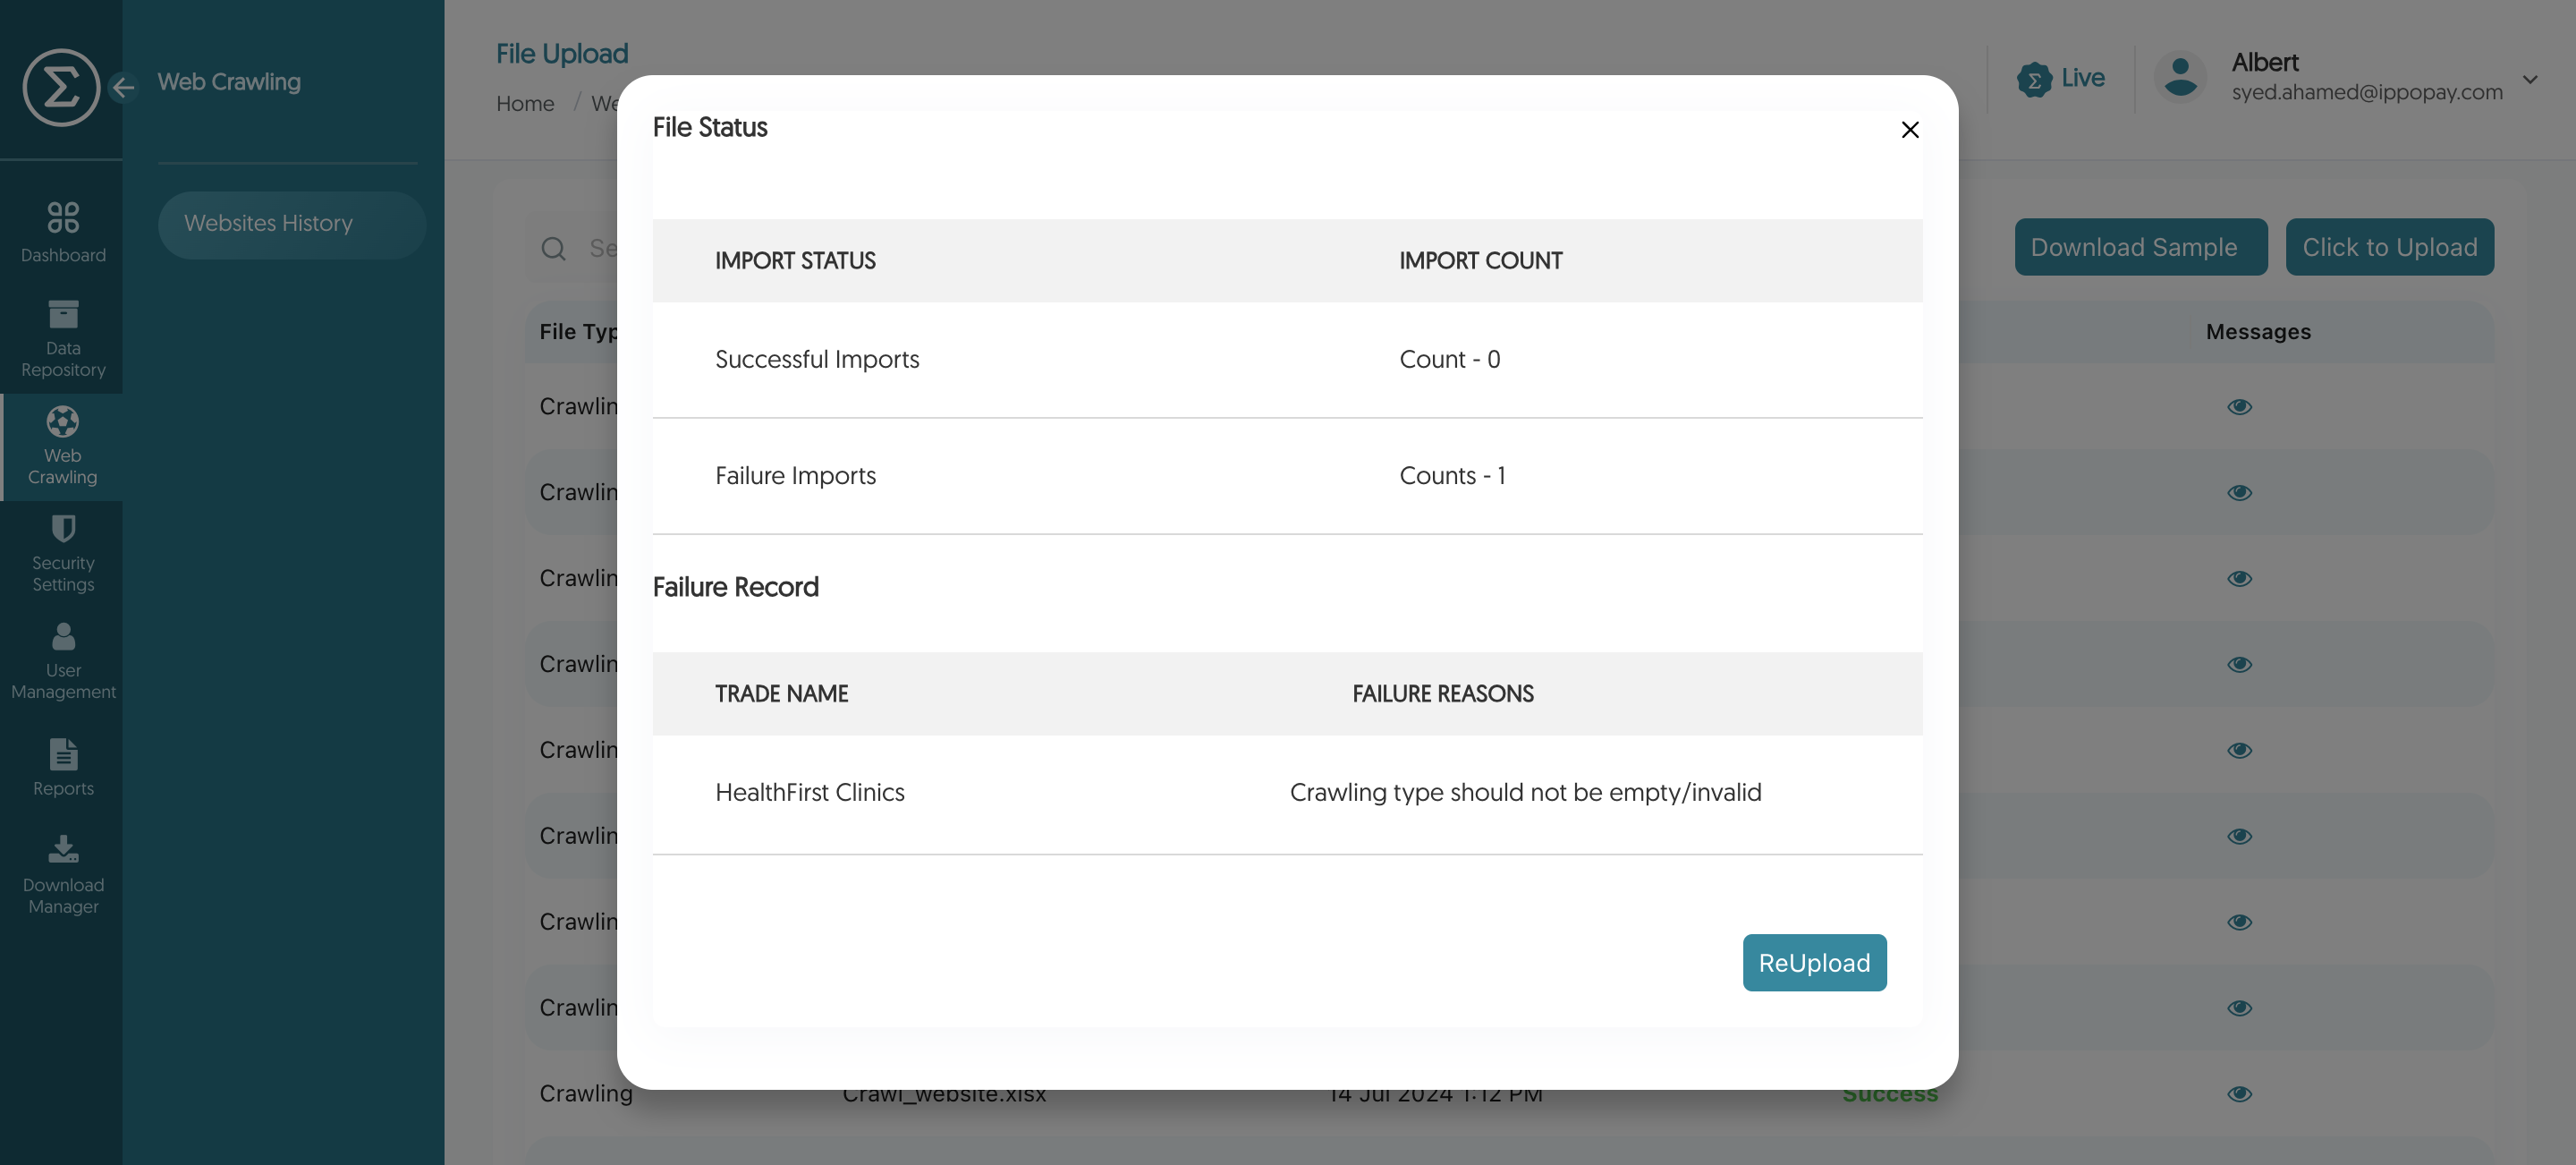 Web Crawling
Websites History
Dashboard
Data
Repository
Web
Crawling
Security
Settings
User
Management
Reports
Download
Manager
File Upload
Home / We
Live
Albert
syed.ahamed@ippopay.com
Se
Download Sample
Click to Upload
File Typ
Messages
Crawlin
Crawlin
Crawlin
Crawling
Crawlin
Crawlin
Crawlin
Crawlin
Crawling Crawl_website.xlsx 14 Jul 2024 1:12 PM Success
File Status
IMPORT STATUS IMPORT COUNT
Successful Imports Count - 0
Failure Imports Counts - 1
Failure Record
TRADE NAME FAILURE REASONS
HealthFirst Clinics Crawling type should not be empty/invalid
ReUpload